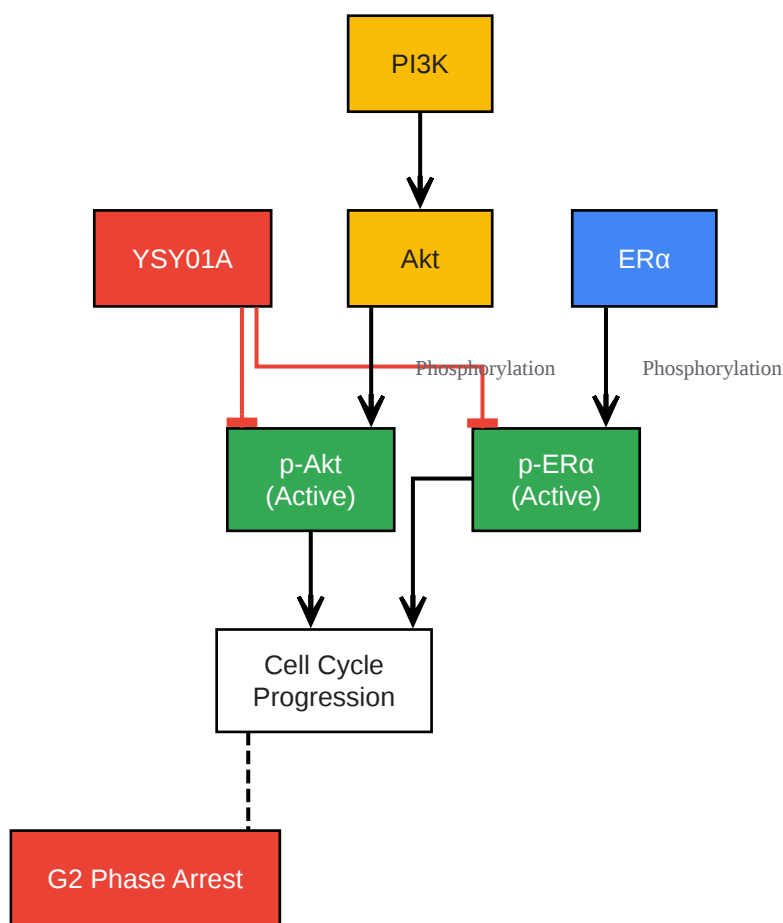 PI3K
YSY01A
Akt
ERα
Phosphorylation
Phosphorylation
p-Akt
(Active)
p-ERα
(Active)
Cell Cycle
Progression
G2 Phase Arrest